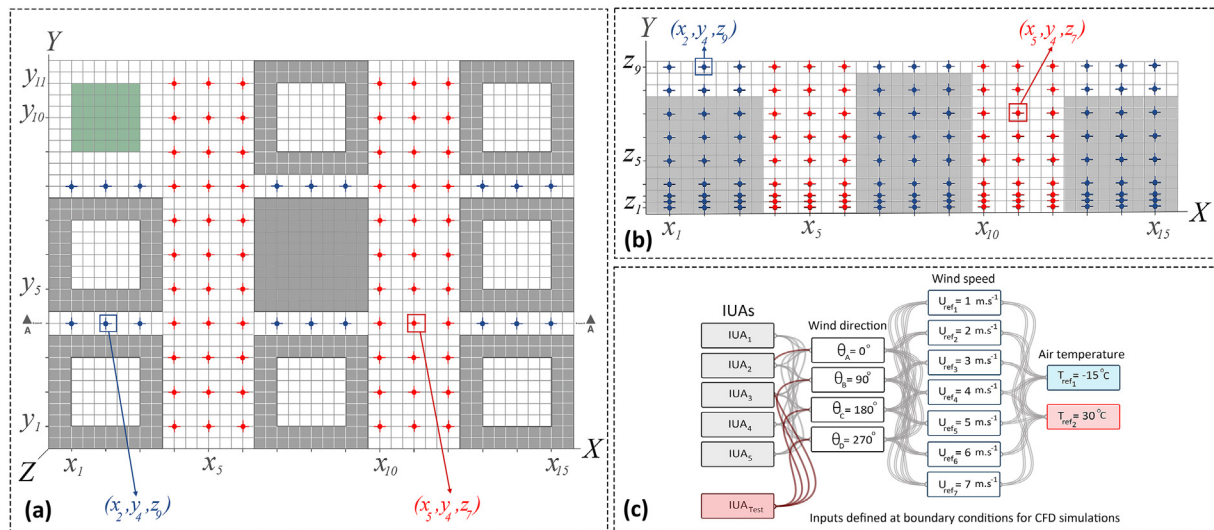 Y
y11
y10
y5
y1
Z
x1
x5
x10
x15
X
A
A
(x2,y4,z9)
(x5,y4,z7)
(a)
(x2,y4,z9)
(x5,y4,z7)
Y
z9
z5
z1
x1
x5
x10
x15
X
(b)
Wind speed
IUAs
Wind direction
Air temperature
IUA1
IUA2
IUA3
IUA4
IUA5
IUATest
θA= 0°
θB= 90°
θC= 180°
θD= 270°
Uref1= 1 m.s-1
Uref2= 2 m.s-1
Uref3= 3 m.s-1
Uref4= 4 m.s-1
Uref5= 5 m.s-1
Uref6= 6 m.s-1
Uref7= 7 m.s-1
Tref1= -15°C
Tref2= 30°C
(c)
Inputs defined at boundary conditions for CFD simulations